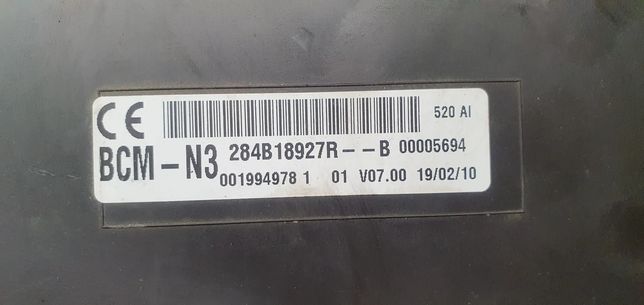 CE 520 AI
BCM-N3 284B18927R--B 00005694
001994978 1 01 V07.00 19/02/10